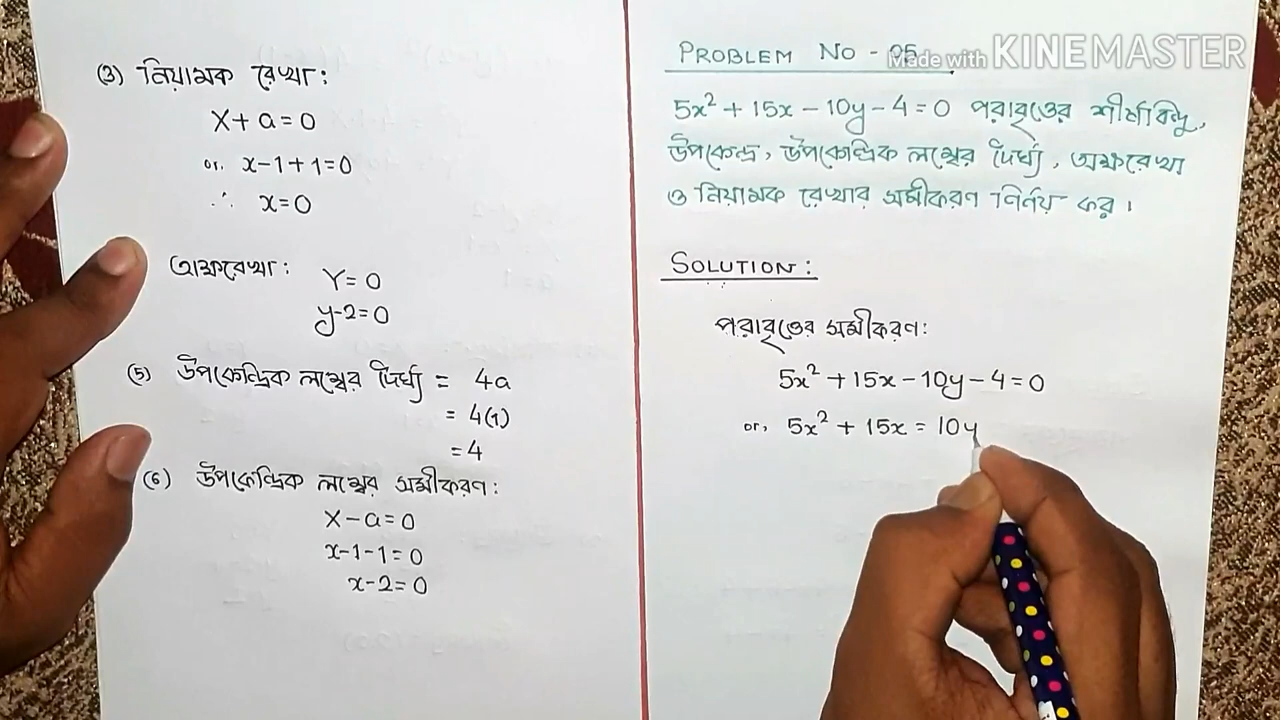 (3) নিয়ামক রেখা:
X + a = 0
or, x-1+1=0
∴ x=0
অক্ষরেখা: Y = 0
y-2=0
(5) উপকেন্দ্রিক লম্বের দৈর্ঘ্য = 4a
= 4(1)
= 4
(6) উপকেন্দ্রিক লম্বের সমীকরণ:
X - a = 0
x-1-1=0
x-2=0
PROBLEM NO - 05
Made with KINEMASTER
5x² + 15x - 10y - 4 = 0 পরাবৃত্তের শীর্ষবিন্দু,
উপকেন্দ্র, উপকেন্দ্রিক লম্বের দৈর্ঘ্য, অক্ষরেখা
ও নিয়ামক রেখার সমীকরণ নির্ণয় কর।
SOLUTION:
পরাবৃত্তের সমীকরণ:
5x² + 15x - 10y - 4 = 0
or, 5x² + 15x = 10y